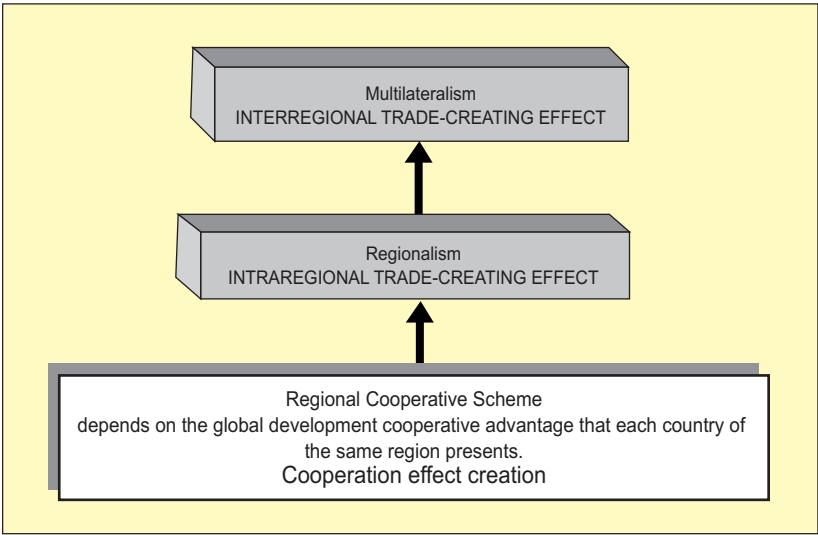 Multilateralism
INTERREGIONAL TRADE-CREATING EFFECT
Regionalism
INTRAREGIONAL TRADE-CREATING EFFECT
Regional Cooperative Scheme
depends on the global development cooperative advantage that each country of
the same region presents.
Cooperation effect creation